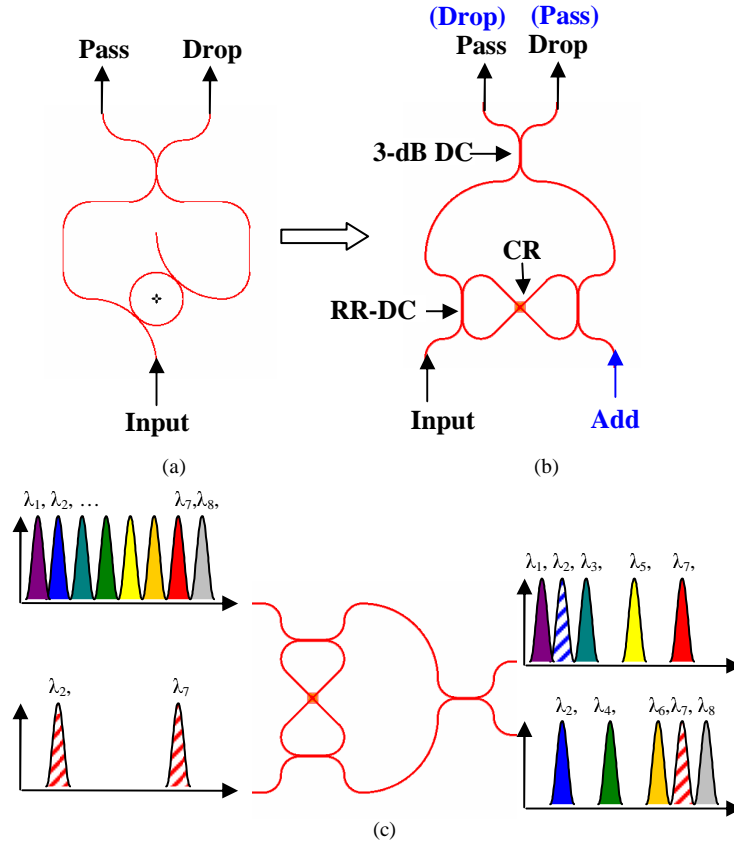 (Drop) (Pass)
Pass Drop
Pass Drop
3-dB DC
CR
RR-DC
Input
Input
Add
(a)
(b)
λ1, λ2, … λ7,λ8,
λ1, λ2, λ3, λ5, λ7,
λ2, λ7
λ2, λ4, λ6,λ7, λ8
(c)